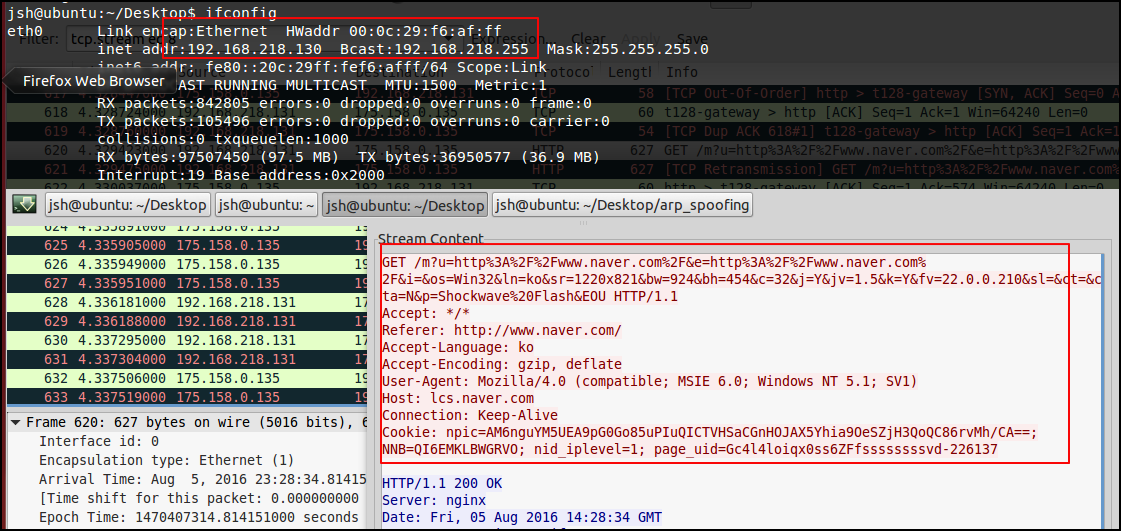 jsh@ubuntu:~/Desktop$ ifconfig
eth0 Link encap:Ethernet HWaddr 00:0c:29:f6:af:ff
Filter: tcp.stream eq 8 Expression... Clear Apply Save
inet addr:192.168.218.130 Bcast:192.168.218.255 Mask:255.255.255.0
inet6 addr: fe80::20c:29ff:fef6:afff/64 Scope:Link
Source Destination Protoco Lengtl Info
Firefox Web Browser
AST RUNNING MULTICAST MTU:1500 Metric:1
58 [TCP Out-Of-Order] http > t128-gateway [SYN, ACK] Seq=0 A
RX packets:842805 errors:0 dropped:0 overruns:0 frame:0
618 60 t128-gateway > http [ACK] Seq=1 Ack=1 Win=64240 Len=0
TX packets:105496 errors:0 dropped:0 overruns:0 carrier:0
619 54 [TCP Dup ACK 618#1] t128-gateway > http [ACK] Seq=1 Ack=1
collisions:0 txqueuelen:1000
HTTP 627 GET /m?u=http%3A%2F%2Fwww.naver.com%2F&e=http%3A%2F%2Fwww
RX bytes:97507450 (97.5 MB) TX bytes:36950577 (36.9 MB)
621 627 [TCP Retransmission] GET /m?u=http%3A%2F%2Fwww.naver.com
Interrupt:19 Base address:0x2000
622 4.330037000 175.158.0.135 TCP 60 http > t128-gateway [ACK] Seq=1 Ack=574 Win=64240 Len=0
jsh@ubuntu: ~/Desktop jsh@ubuntu: ~ jsh@ubuntu: ~/Desktop jsh@ubuntu: ~/Desktop/arp_spoofing
624 4.335891000 175.158.0.135 19
625 4.335905000 175.158.0.135 19
626 4.335949000 175.158.0.135 19
627 4.335951000 175.158.0.135 19
628 4.336181000 192.168.218.131 17
629 4.336188000 192.168.218.131 17
630 4.337295000 192.168.218.131 17
631 4.337304000 192.168.218.131 17
632 4.337506000 175.158.0.135 19
633 4.337519000 175.158.0.135 19
Frame 620: 627 bytes on wire (5016 bits), 6
Interface id: 0
Encapsulation type: Ethernet (1)
Arrival Time: Aug 5, 2016 23:28:34.81415
[Time shift for this packet: 0.000000000
Epoch Time: 1470407314.814151000 seconds
Stream Content
GET /m?u=http%3A%2F%2Fwww.naver.com%2F&e=http%3A%2F%2Fwww.naver.com%
2F&i=&os=Win32&ln=ko&sr=1220x821&bw=924&bh=454&c=32&j=Y&jv=1.5&k=Y&fv=22.0.0.210&sl=&ct=&c
ta=N&p=Shockwave%20Flash&EOU HTTP/1.1
Accept: */*
Referer: http://www.naver.com/
Accept-Language: ko
Accept-Encoding: gzip, deflate
User-Agent: Mozilla/4.0 (compatible; MSIE 6.0; Windows NT 5.1; SV1)
Host: lcs.naver.com
Connection: Keep-Alive
Cookie: npic=AM6nguYM5UEA9pG0Go85uPIuQICTVHSaCGnHOJAX5Yhia9OeSZjH3QoQC86rvMh/CA==;
NNB=QI6EMKLBWGRVO; nid_iplevel=1; page_uid=Gc4l4loiqx0ss6ZFfsssssssssvd-226137
HTTP/1.1 200 OK
Server: nginx
Date: Fri, 05 Aug 2016 14:28:34 GMT